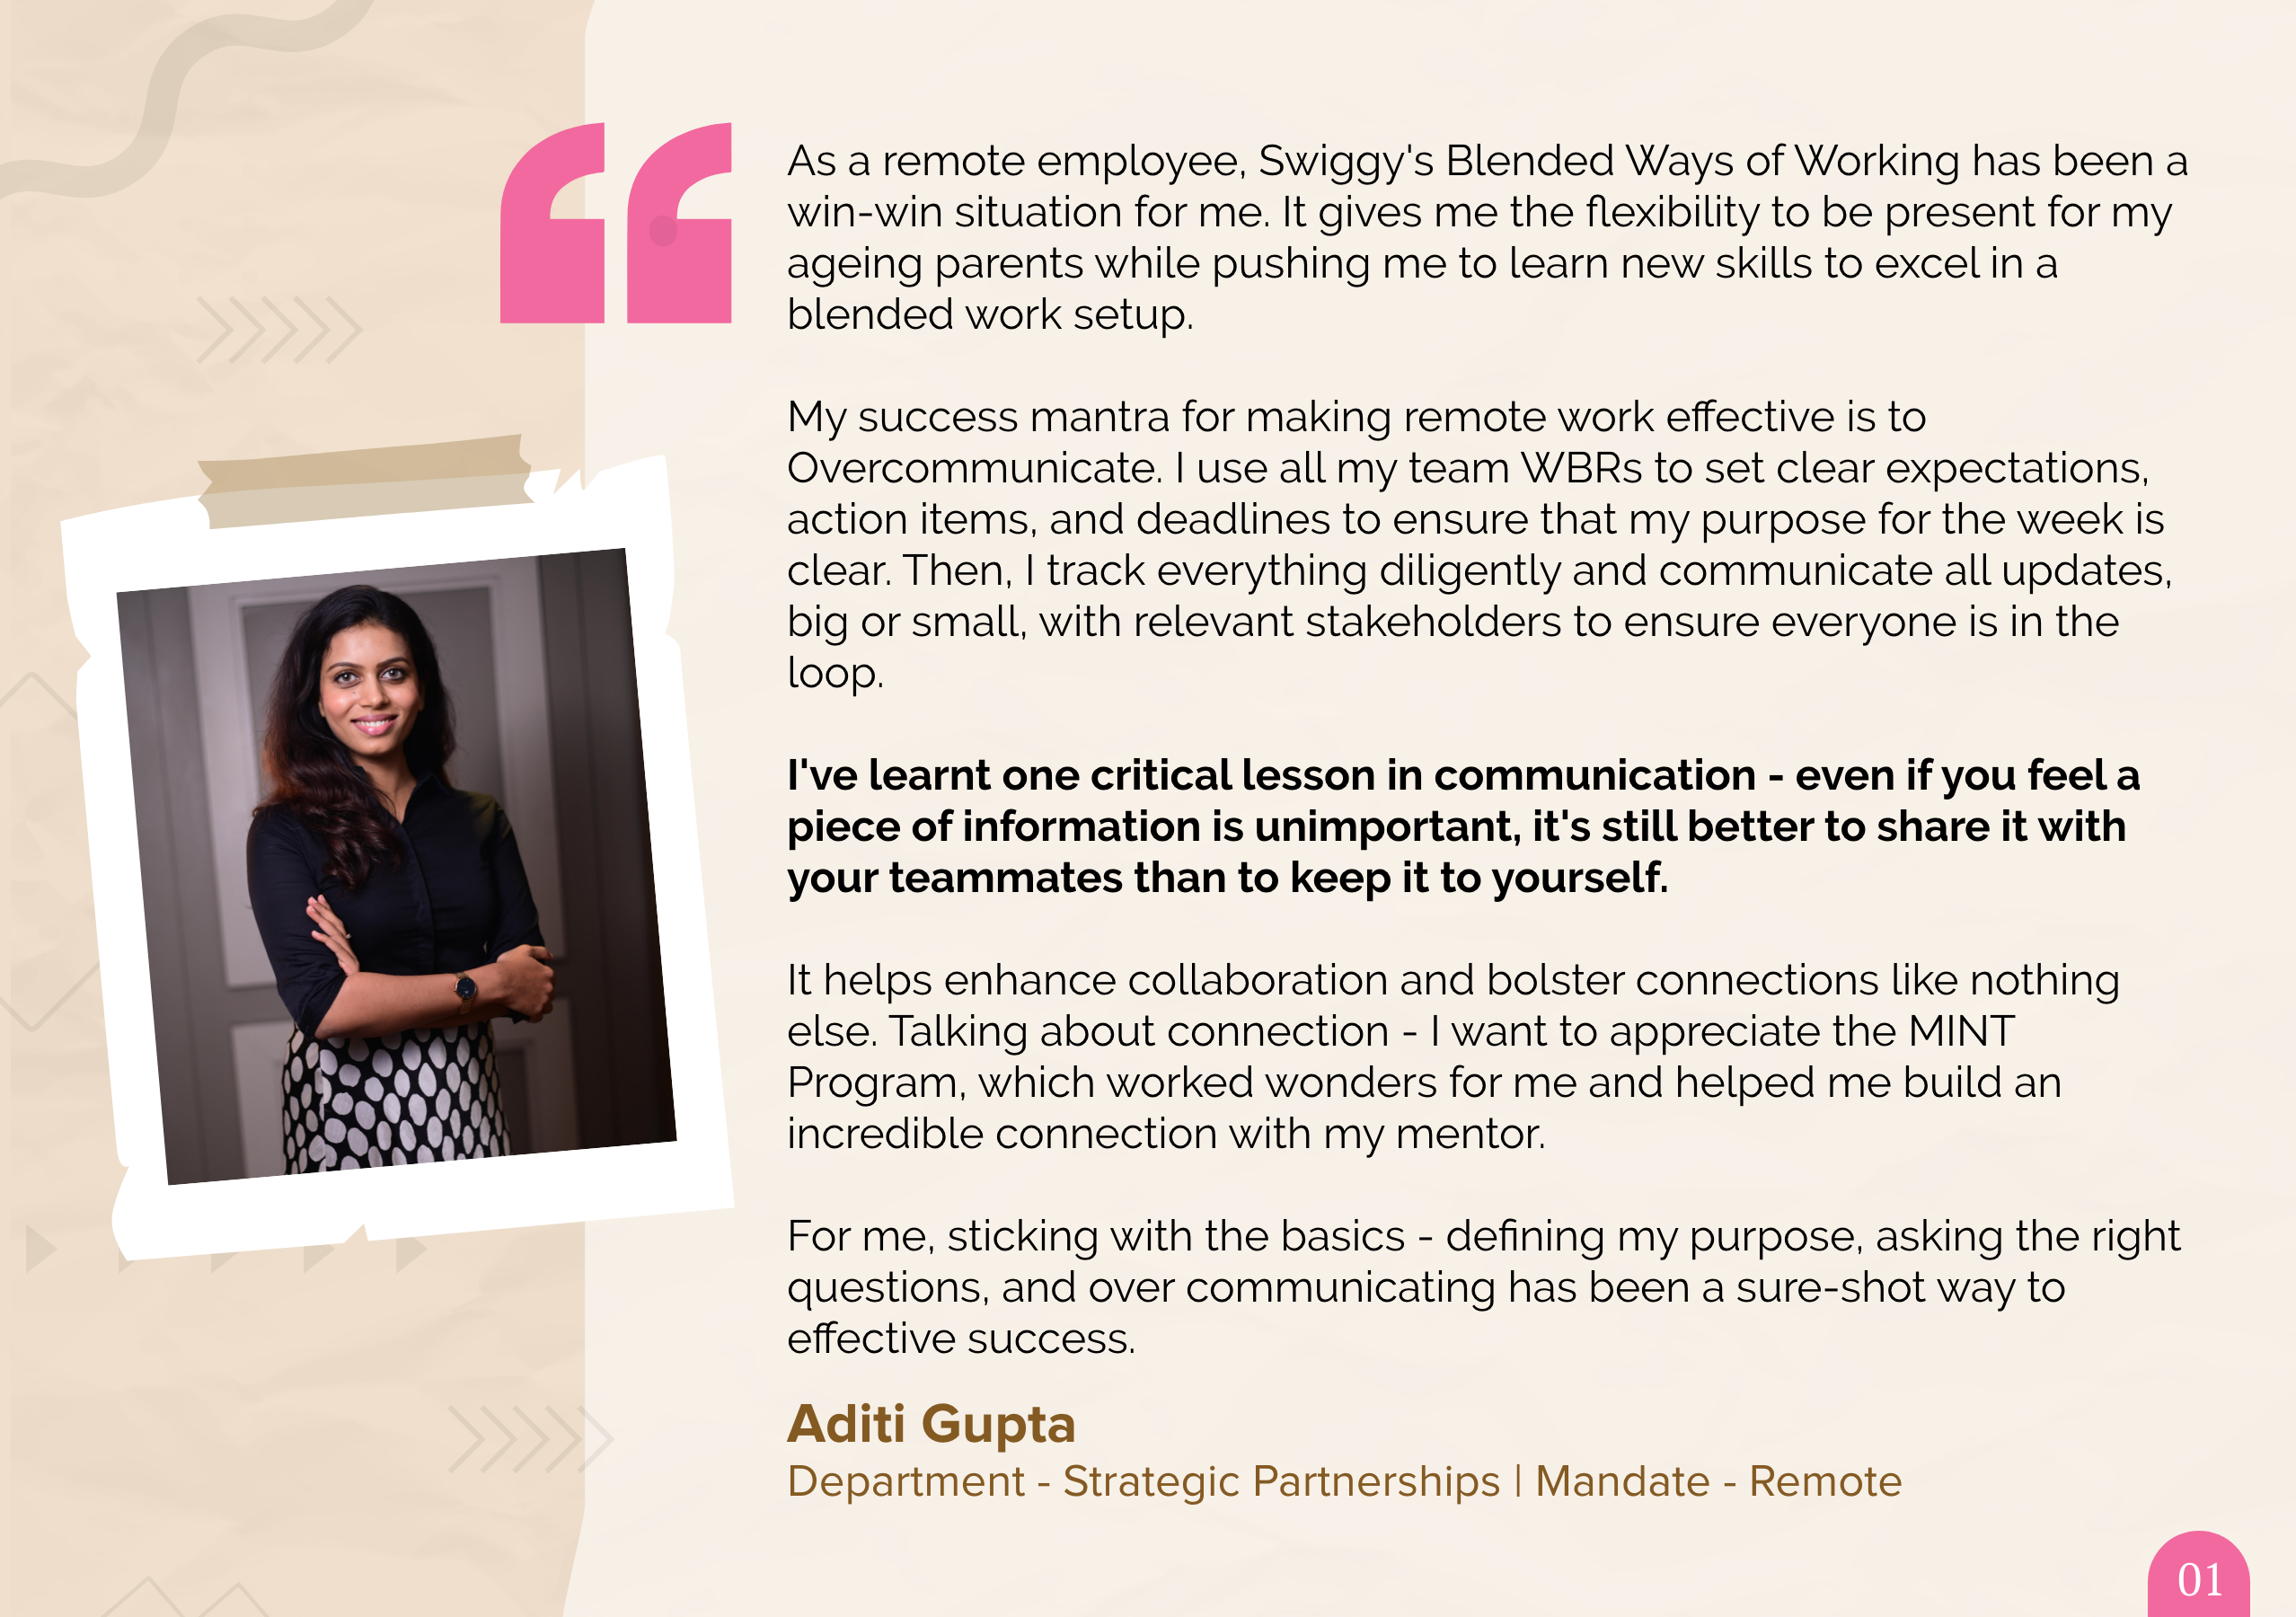 As a remote employee, Swiggy's Blended Ways of Working has been a
win-win situation for me. It gives me the flexibility to be present for my
ageing parents while pushing me to learn new skills to excel in a
blended work setup.
My success mantra for making remote work effective is to
Overcommunicate. I use all my team WBRs to set clear expectations,
action items, and deadlines to ensure that my purpose for the week is
clear. Then, I track everything diligently and communicate all updates,
big or small, with relevant stakeholders to ensure everyone is in the
loop.
I've learnt one critical lesson in communication - even if you feel a
piece of information is unimportant, it's still better to share it with
your teammates than to keep it to yourself.
It helps enhance collaboration and bolster connections like nothing
else. Talking about connection - I want to appreciate the MINT
Program, which worked wonders for me and helped me build an
incredible connection with my mentor.
For me, sticking with the basics - defining my purpose, asking the right
questions, and over communicating has been a sure-shot way to
effective success.
Aditi Gupta
Department - Strategic Partnerships | Mandate - Remote
01